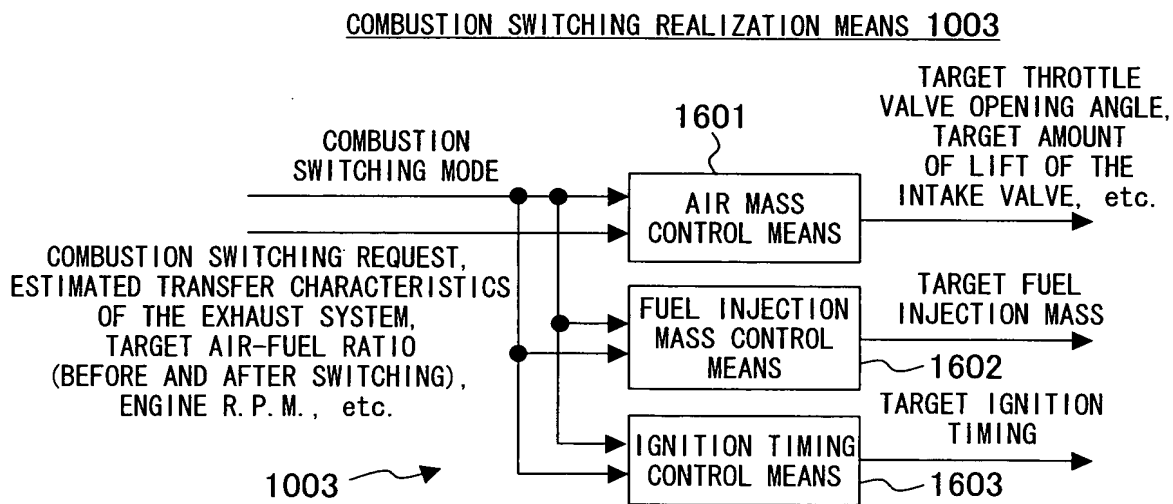 COMBUSTION SWITCHING REALIZATION MEANS 1003
COMBUSTION
SWITCHING MODE
COMBUSTION SWITCHING REQUEST,
ESTIMATED TRANSFER CHARACTERISTICS
OF THE EXHAUST SYSTEM,
TARGET AIR-FUEL RATIO
(BEFORE AND AFTER SWITCHING),
ENGINE R.P.M., etc.
1003
1601
AIR MASS
CONTROL MEANS
TARGET THROTTLE
VALVE OPENING ANGLE,
TARGET AMOUNT
OF LIFT OF THE
INTAKE VALVE, etc.
FUEL INJECTION
MASS CONTROL
MEANS
1602
TARGET FUEL
INJECTION MASS
IGNITION TIMING
CONTROL MEANS
1603
TARGET IGNITION
TIMING